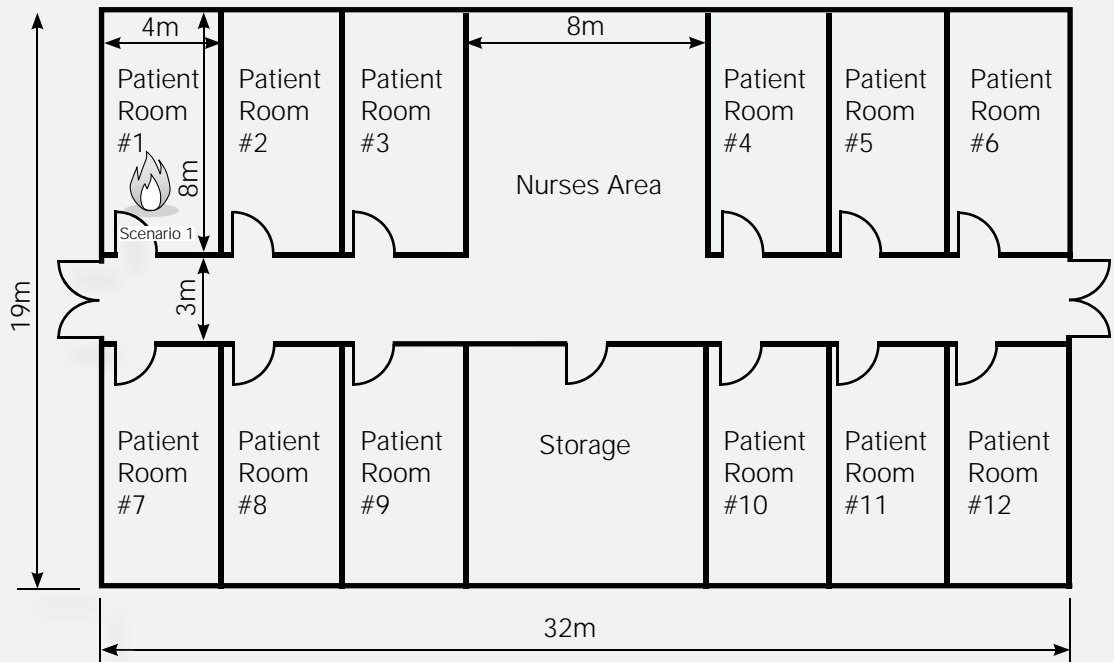 4m
8m
Patient
Room
#1
Patient
Room
#2
Patient
Room
#3
Patient
Room
#4
Patient
Room
#5
Patient
Room
#6
8m
Nurses Area
Scenario 1
19m
3m
Patient
Room
#7
Patient
Room
#8
Patient
Room
#9
Storage
Patient
Room
#10
Patient
Room
#11
Patient
Room
#12
32m